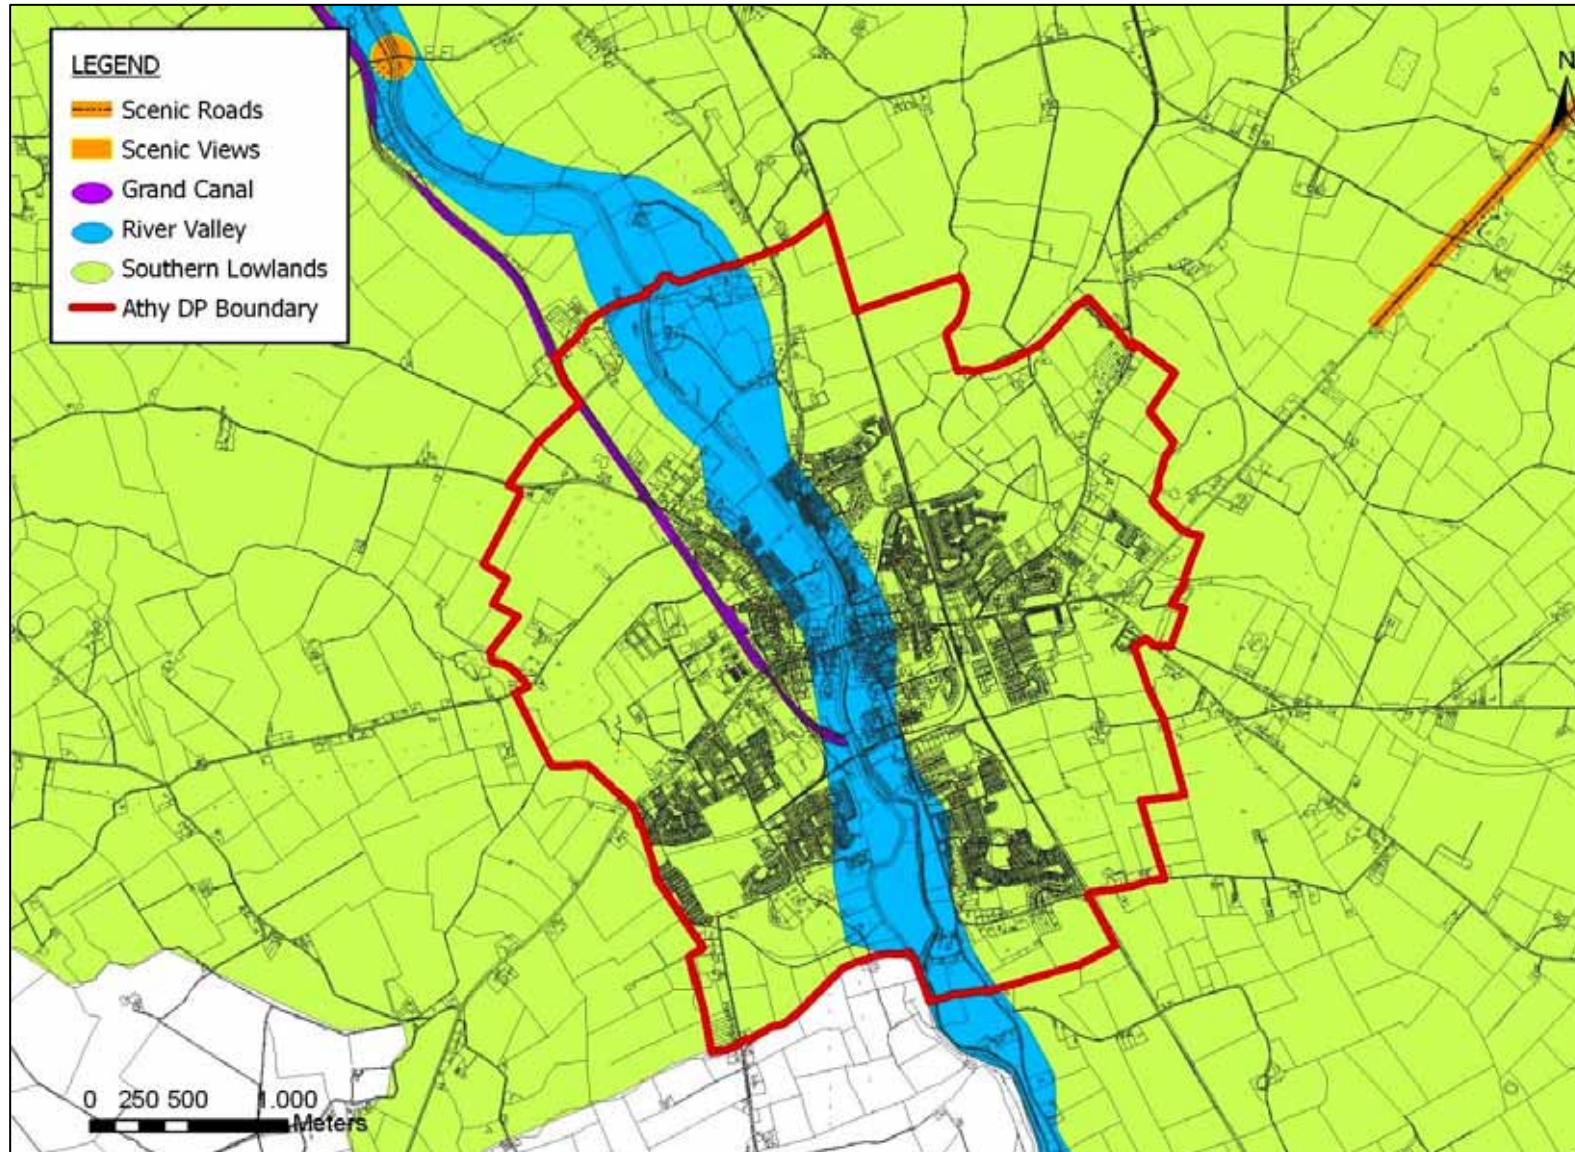 LEGEND
Scenic Roads
Scenic Views
Grand Canal
River Valley
Southern Lowlands
Athy DP Boundary
N
0 250 500 1.000
Meters